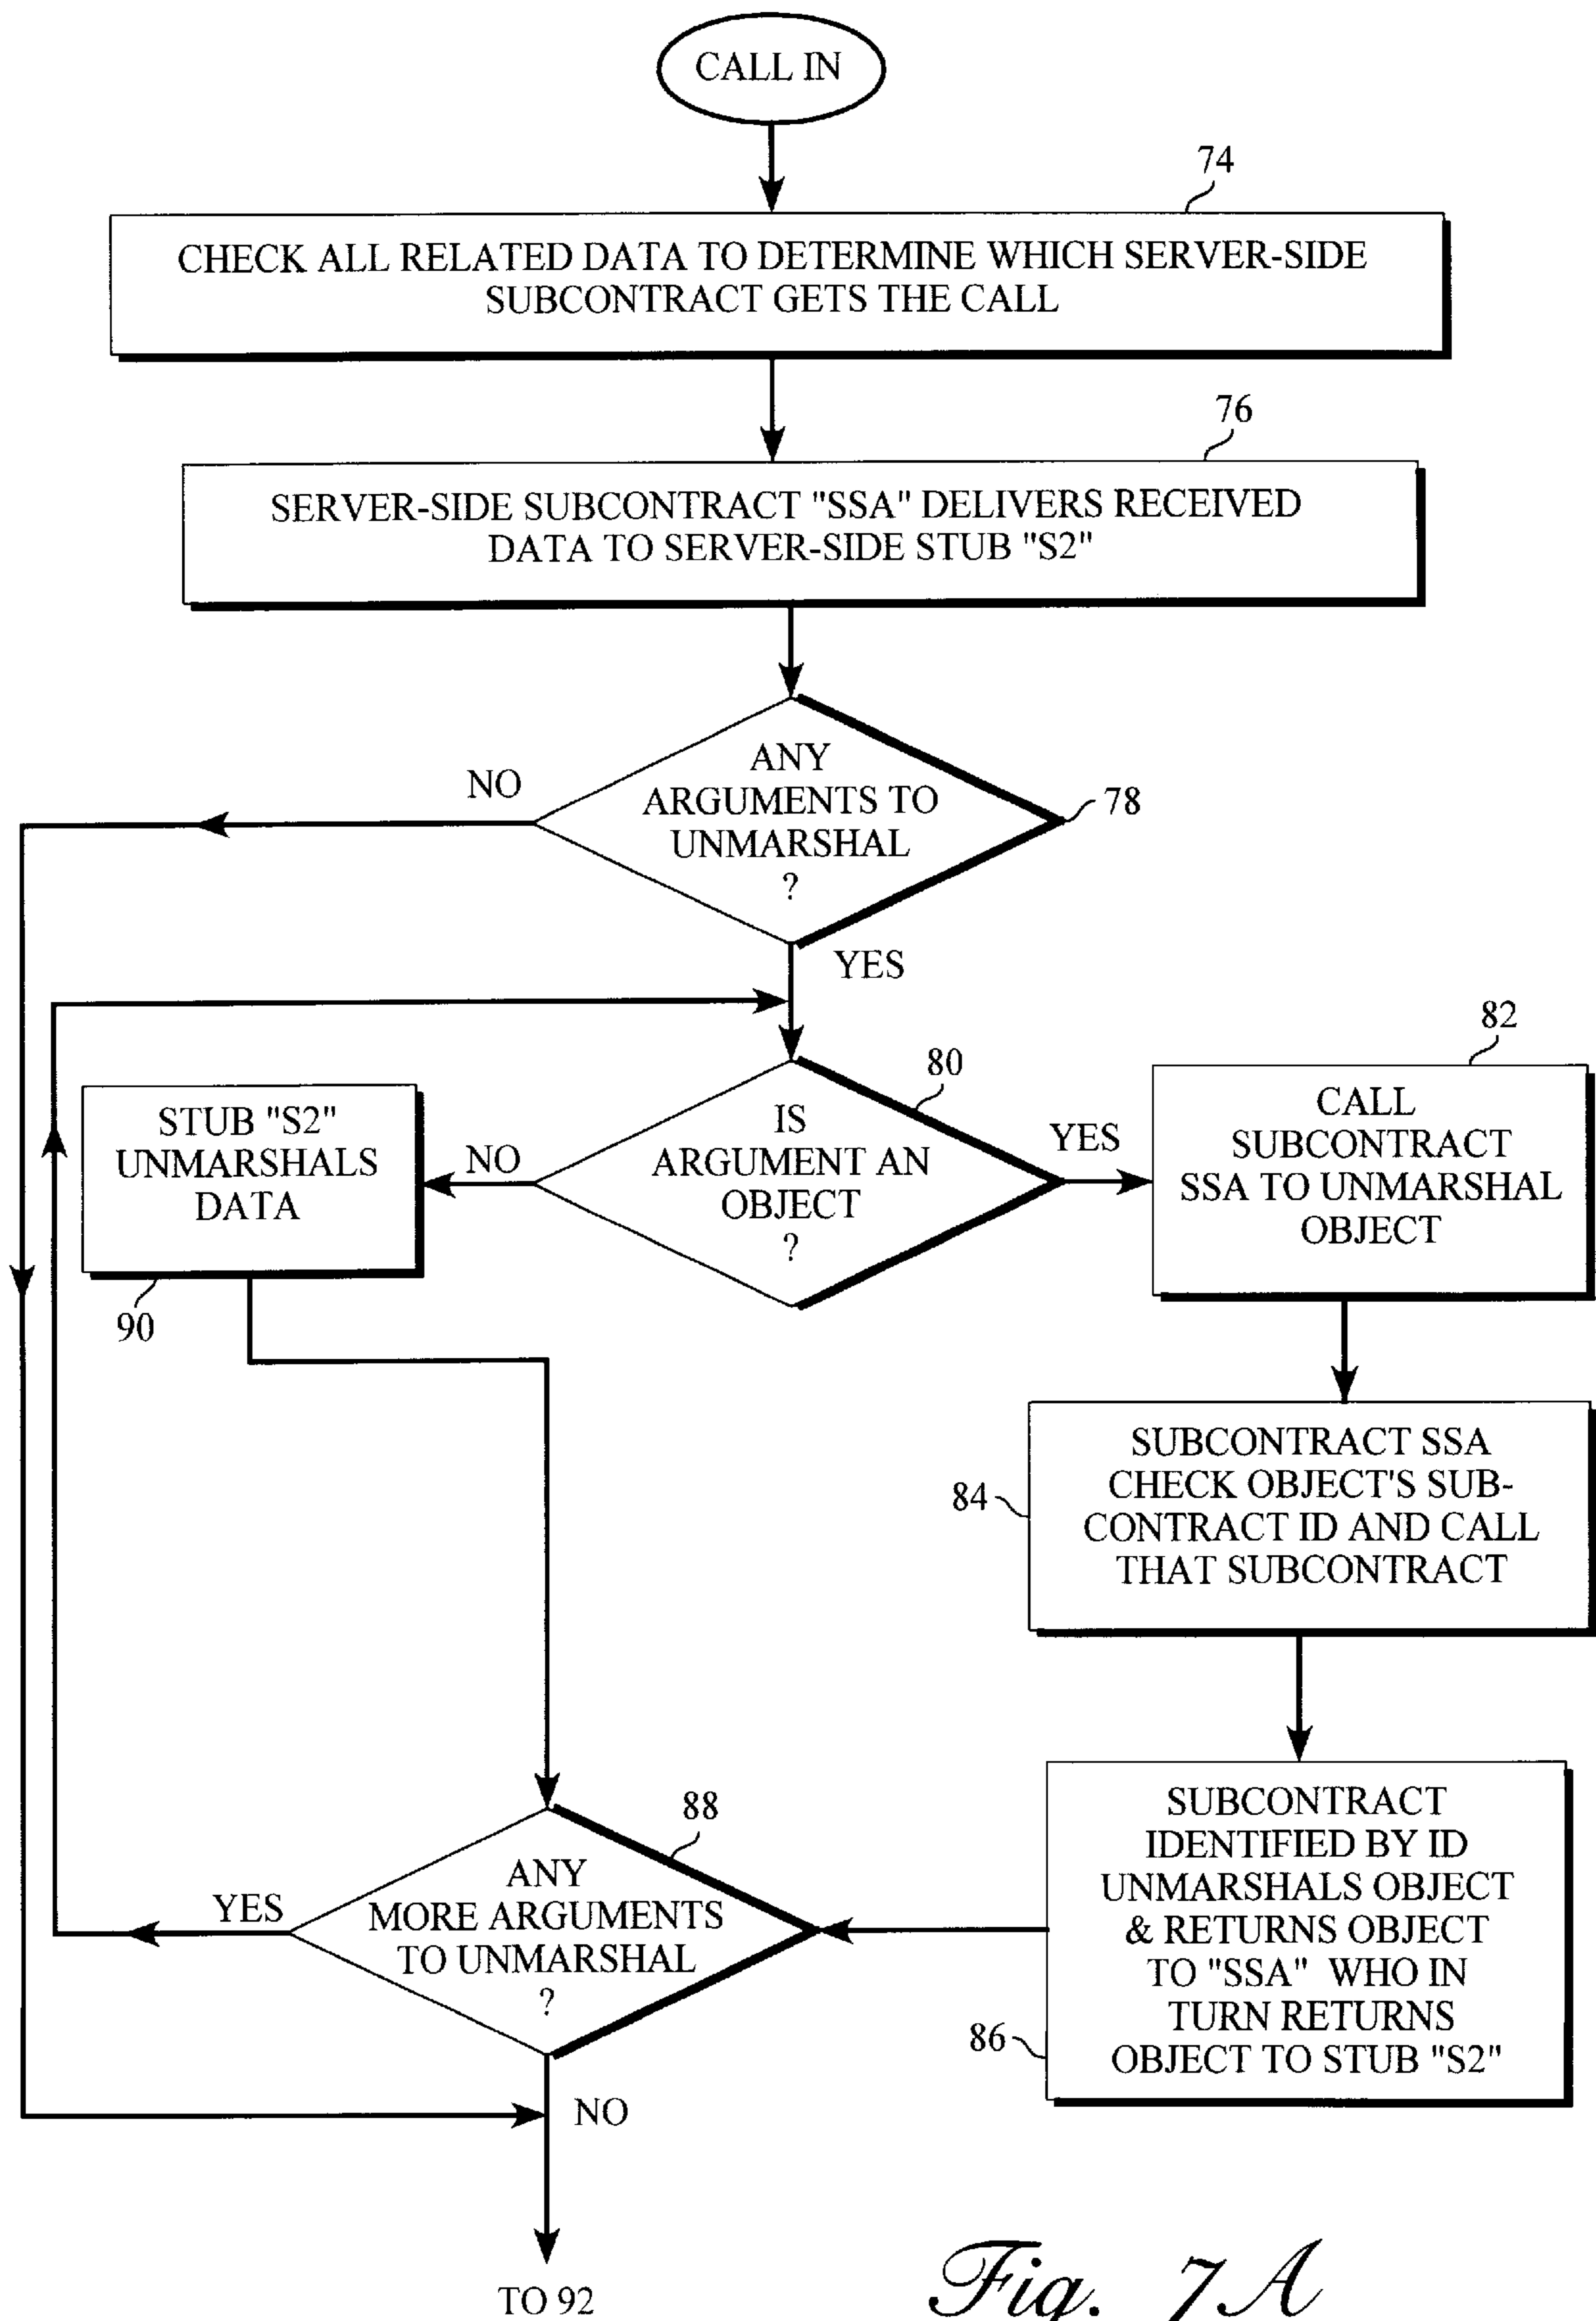 CALL IN
74
CHECK ALL RELATED DATA TO DETERMINE WHICH SERVER-SIDE
SUBCONTRACT GETS THE CALL
76
SERVER-SIDE SUBCONTRACT "SSA" DELIVERS RECEIVED
DATA TO SERVER-SIDE STUB "S2"
NO
ANY
ARGUMENTS TO
UNMARSHAL
?
78
YES
STUB "S2"
UNMARSHALS
DATA
90
NO
80
IS
ARGUMENT AN
OBJECT
?
YES
82
CALL
SUBCONTRACT
SSA TO UNMARSHAL
OBJECT
84
SUBCONTRACT SSA
CHECK OBJECT'S SUB-
CONTRACT ID AND CALL
THAT SUBCONTRACT
YES
88
ANY
MORE ARGUMENTS
TO UNMARSHAL
?
86
SUBCONTRACT
IDENTIFIED BY ID
UNMARSHALS OBJECT
& RETURNS OBJECT
TO "SSA" WHO IN
TURN RETURNS
OBJECT TO STUB "S2"
NO
TO 92
Fig. 7A